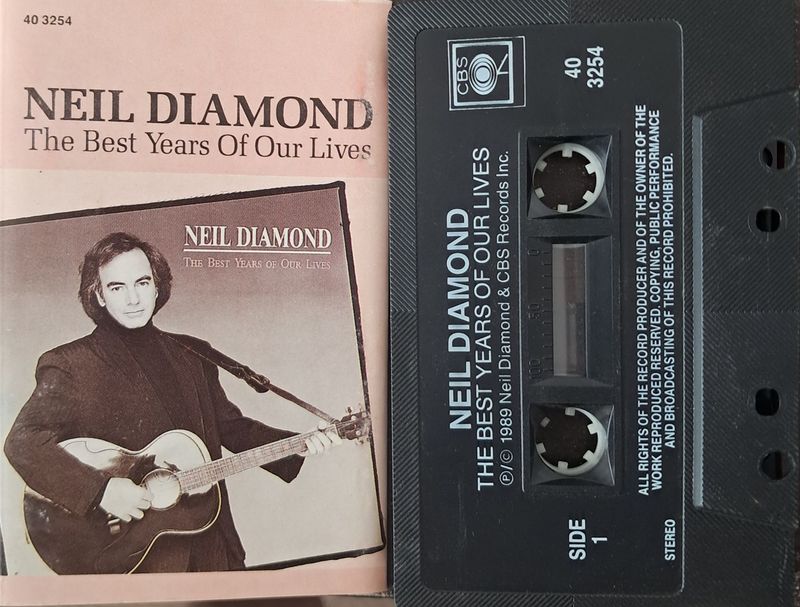 40 3254
NEIL DIAMOND
The Best Years Of Our Lives
NEIL DIAMOND
THE BEST YEARS OF OUR LIVES
CBS
40
3254
NEIL DIAMOND
THE BEST YEARS OF OUR LIVES
Ⓟ/© 1989 Neil Diamond & CBS Records Inc.
100 50 0
SIDE
1
ALL RIGHTS OF THE RECORD PRODUCER AND OF THE OWNER OF THE
WORK REPRODUCED RESERVED. COPYING, PUBLIC PERFORMANCE
AND BROADCASTING OF THIS RECORD PROHIBITED.
STEREO